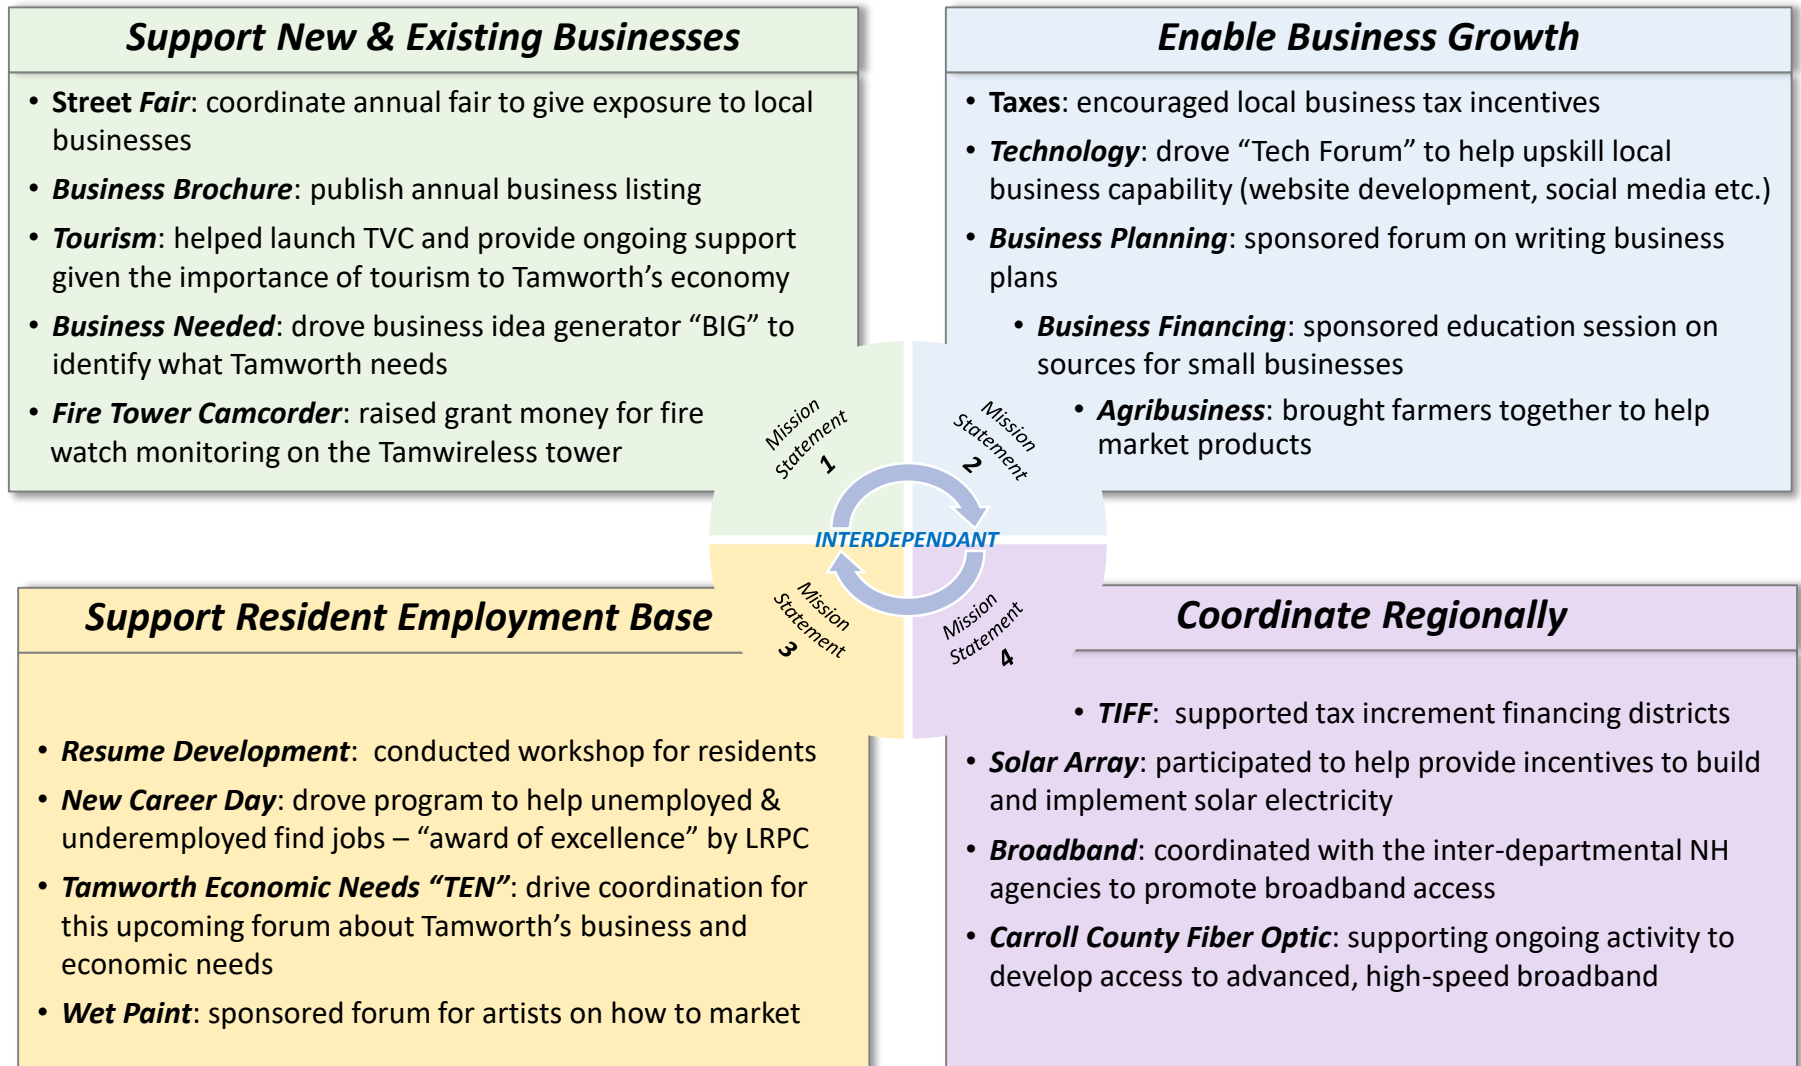 Support New & Existing Businesses
• Street Fair: coordinate annual fair to give exposure to local
businesses
• Business Brochure: publish annual business listing
• Tourism: helped launch TVC and provide ongoing support
given the importance of tourism to Tamworth’s economy
• Business Needed: drove business idea generator “BIG” to
identify what Tamworth needs
• Fire Tower Camcorder: raised grant money for fire
watch monitoring on the Tamwireless tower
Mission
Statement
1
Enable Business Growth
• Taxes: encouraged local business tax incentives
• Technology: drove “Tech Forum” to help upskill local
business capability (website development, social media etc.)
• Business Planning: sponsored forum on writing business
plans
• Business Financing: sponsored education session on
sources for small businesses
• Agribusiness: brought farmers together to help
market products
Mission
Statement
2
INTERDEPENDANT
Support Resident Employment Base
Mission
Statement
3
• Resume Development: conducted workshop for residents
• New Career Day: drove program to help unemployed &
underemployed find jobs – “award of excellence” by LRPC
• Tamworth Economic Needs “TEN”: drive coordination for
this upcoming forum about Tamworth’s business and
economic needs
• Wet Paint: sponsored forum for artists on how to market
Coordinate Regionally
Mission
Statement
4
• TIFF: supported tax increment financing districts
• Solar Array: participated to help provide incentives to build
and implement solar electricity
• Broadband: coordinated with the inter-departmental NH
agencies to promote broadband access
• Carroll County Fiber Optic: supporting ongoing activity to
develop access to advanced, high-speed broadband